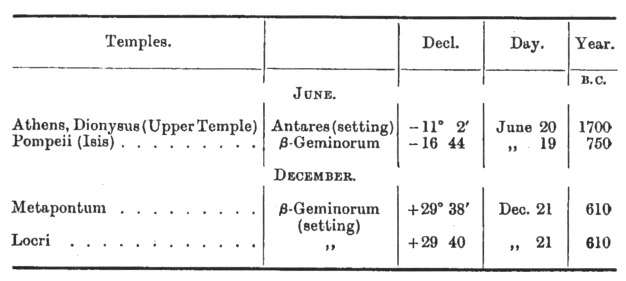 Temples. Decl. Day. Year.
B.C.
JUNE.
Athens, Dionysus (Upper Temple) Antares (setting) −11° 2′ June 20 1700
Pompeii (Isis) . . . . . . . . . β-Geminorum −16 44 ,, 19 750
DECEMBER.
Metapontum . . . . . . . . . β-Geminorum +29° 38′ Dec. 21 610
(setting)
Locri . . . . . . . . . . . . ,, +29 40 ,, 21 610